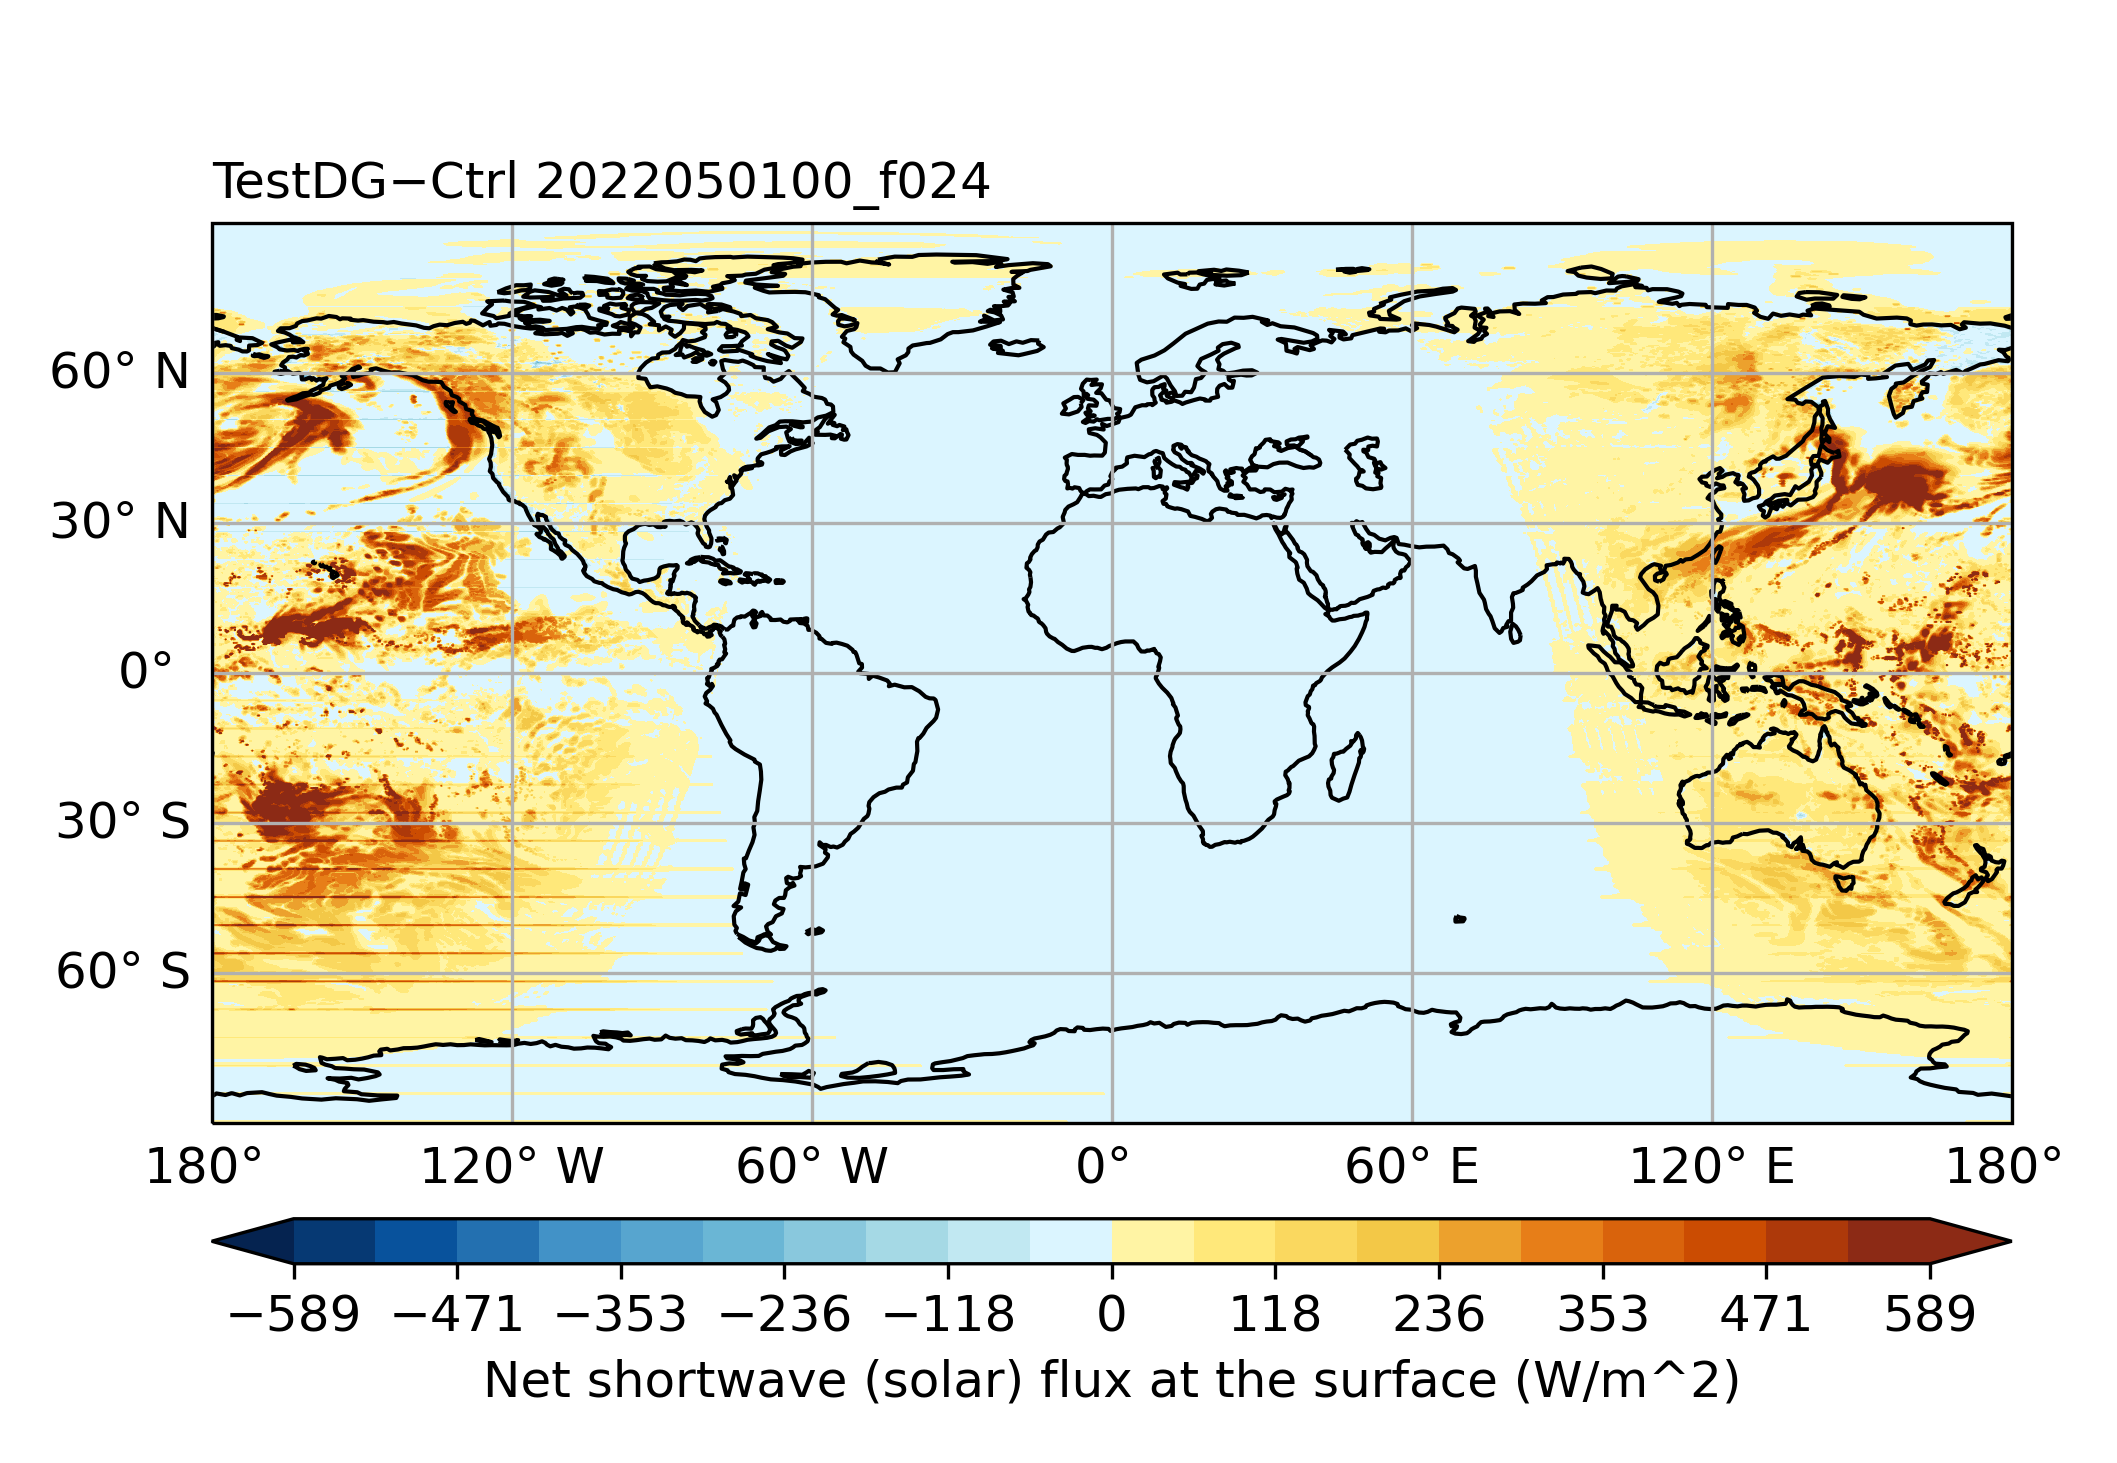 TestDG−Ctrl 2022050100_f024
60° N
30° N
0°
30° S
60° S
180° 120° W 60° W 0° 60° E 120° E 180°
−589 −471 −353 −236 −118 0 118 236 353 471 589
Net shortwave (solar) flux at the surface (W/m^2)